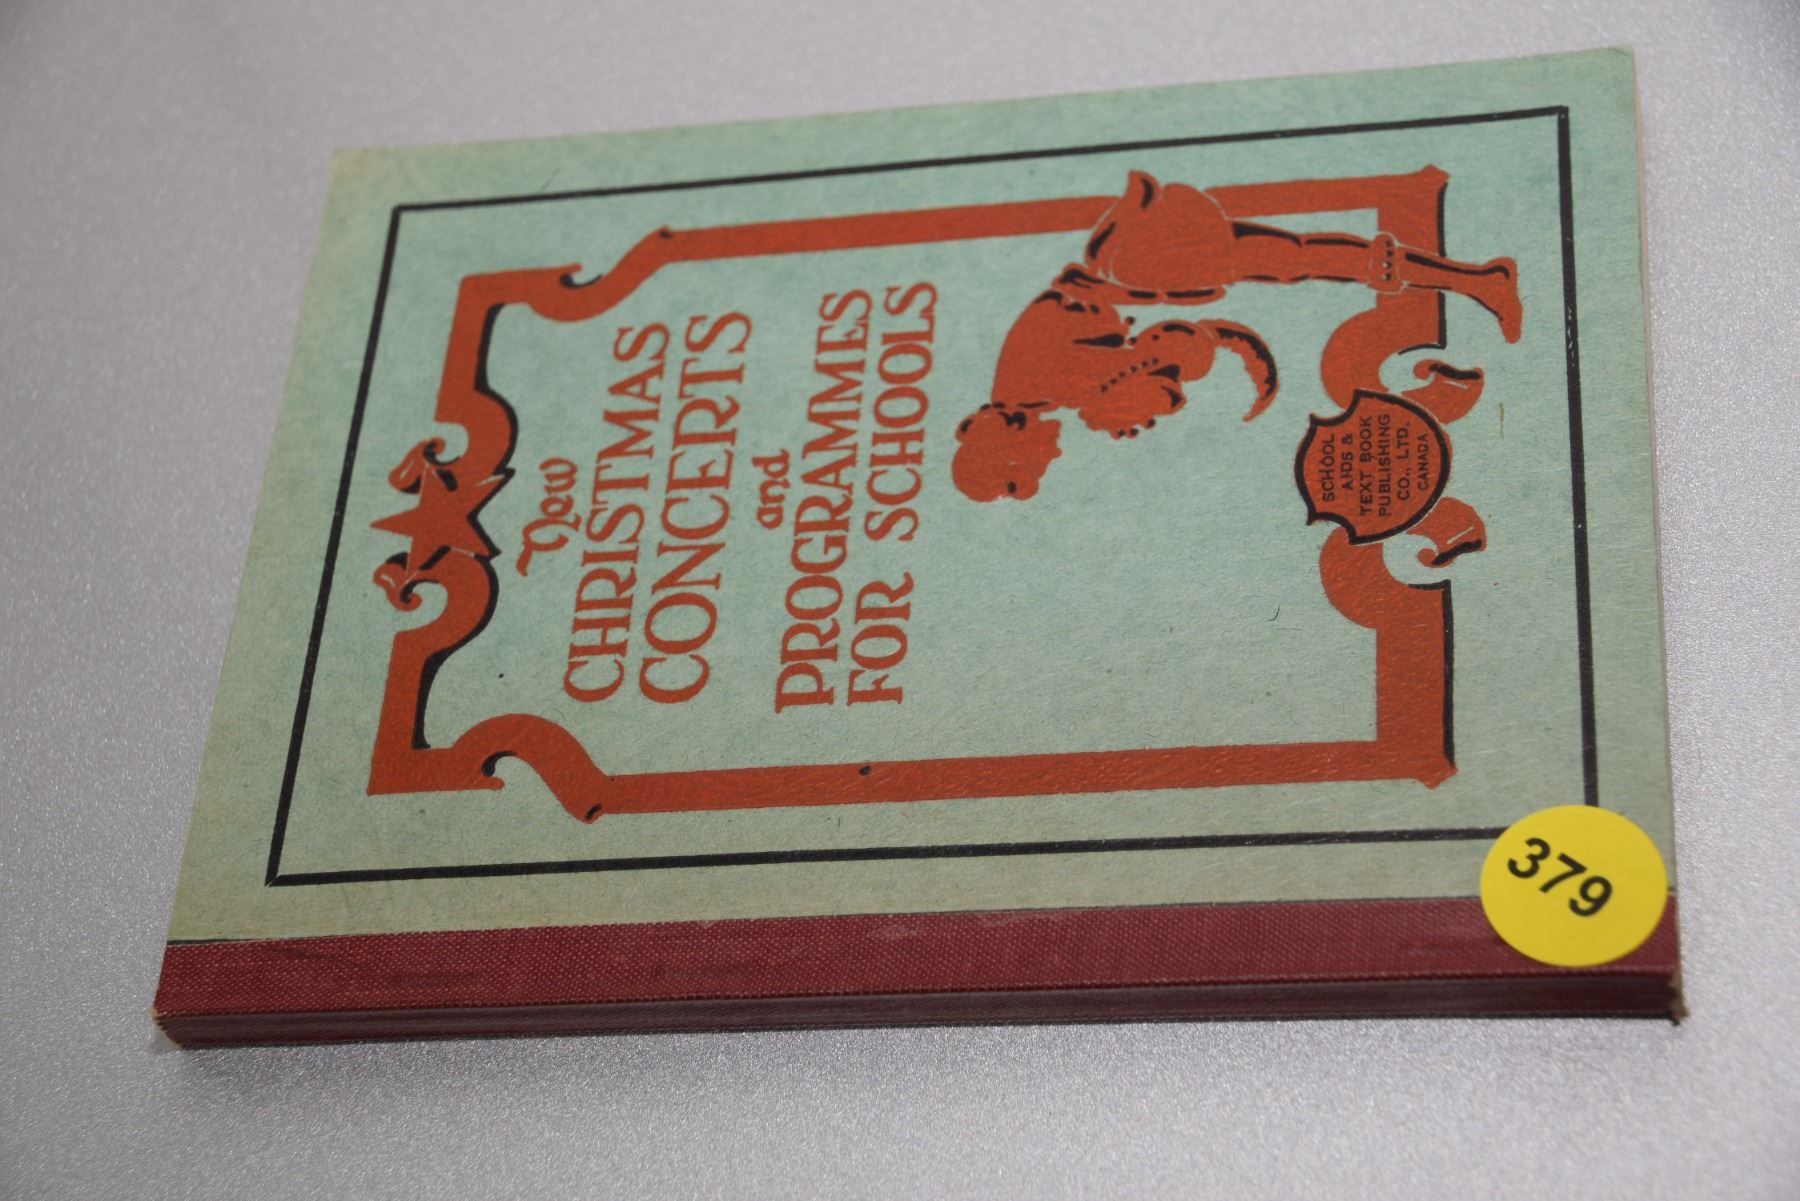 New
CHRISTMAS
CONCERTS
and
PROGRAMMES
FOR SCHOOLS
SCHOOL
AIDS &
TEXT BOOK
PUBLISHING
CO., LTD.
CANADA
379